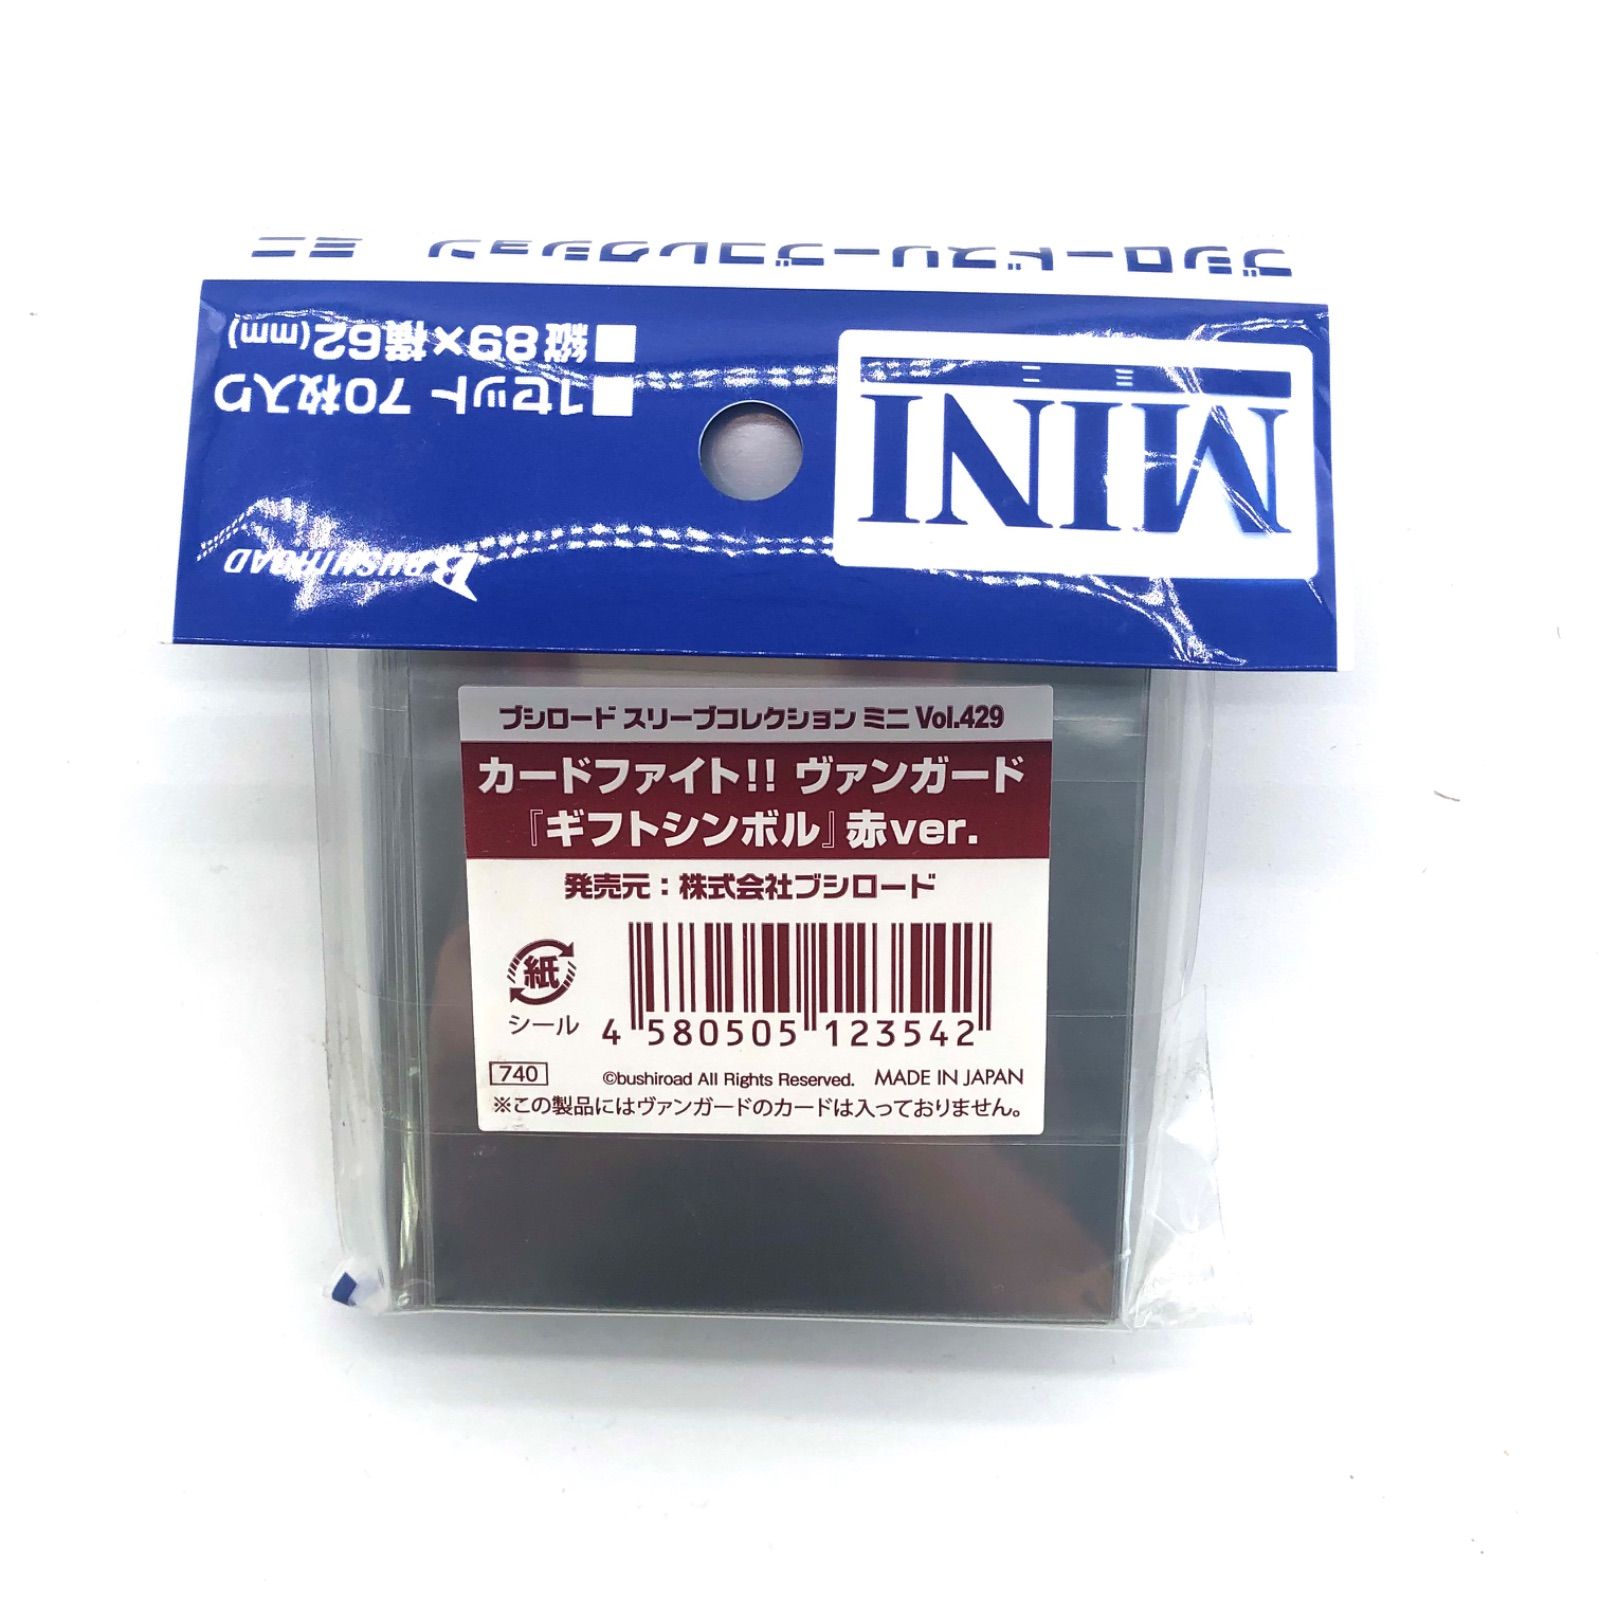 ブシロードスリーブコレクション ミニ
MINI
ミニ
■1セット 70枚入り
■縦89×横62(mm)
BUSHIROAD
ブシロード スリーブコレクション ミニ Vol.429
カードファイト!! ヴァンガード
『ギフトシンボル』赤ver.
発売元：株式会社ブシロード
紙
シール
4 580505 123542
740
©bushiroad All Rights Reserved. MADE IN JAPAN
※この製品にはヴァンガードのカードは入っておりません。